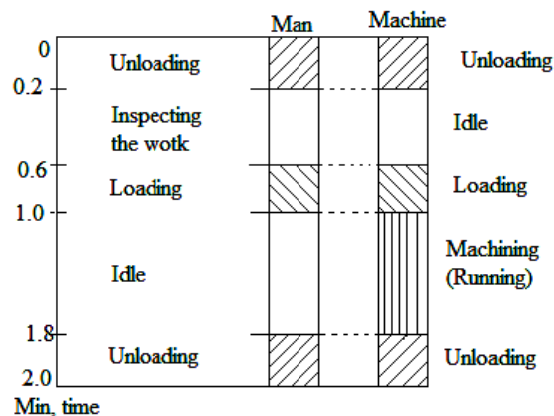 Man Machine
0 Unloading Unloading
0.2
Inspecting
the wotk Idle
0.6
Loading Loading
1.0
Idle Machining
(Running)
1.8
Unloading Unloading
2.0
Min, time